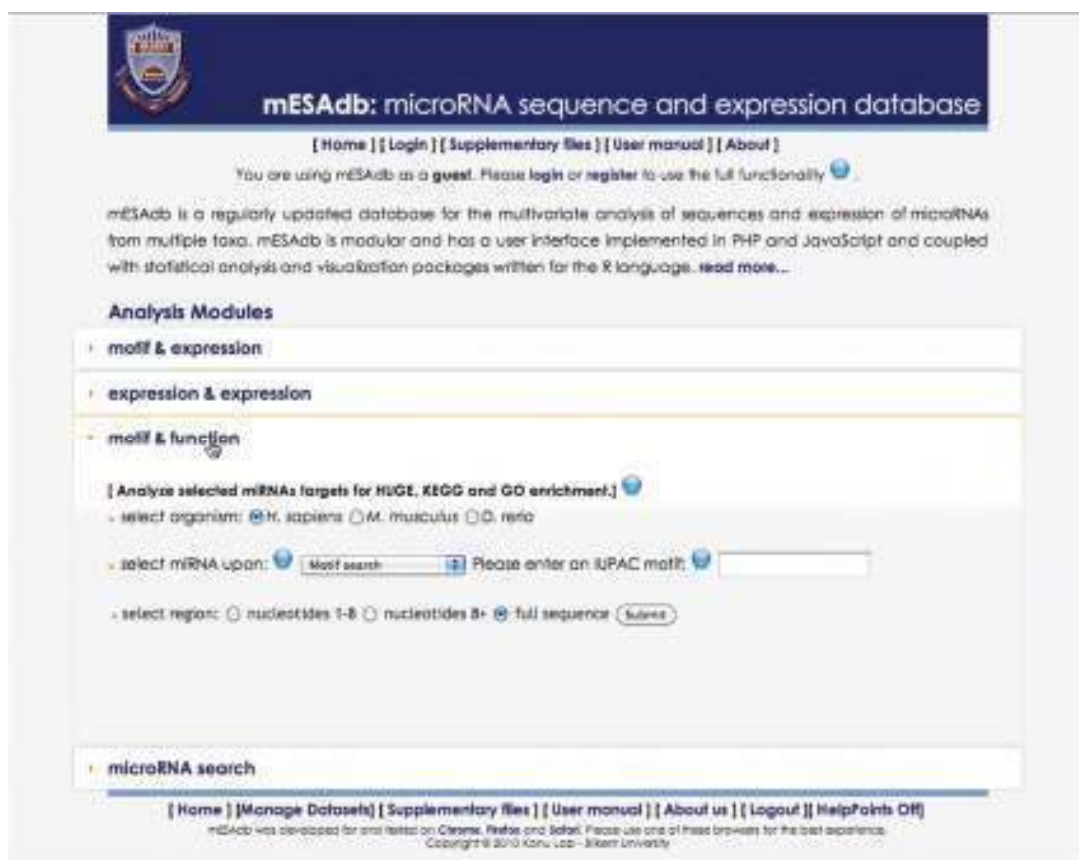 mESAdb: microRNA sequence and expression database
[ Home ] [ Login ] [ Supplementary files ] [ User manual ] [ About ]
You are using mESAdb as a guest. Please login or register to use the full functionality .
mESAdb is a regularly updated database for the multivariate analysis of sequences and expression of microRNAs
from multiple taxa. mESAdb is modular and has a user interface implemented in PHP and JavaScript and coupled
with statistical analysis and visualization packages written for the R language. read more...
Analysis Modules
motif & expression
expression & expression
motif & function
[ Analyze selected miRNAs targets for HUGE, KEGG and GO enrichment.]
select organism: H. sapiens M. musculus D. rerio
select miRNA upon: Motif search Please enter an IUPAC motif:
select region: nucleotides 1-8 nucleotides 8+ full sequence Submit
microRNA search
[ Home ] [Manage Datasets] [ Supplementary files ] [ User manual ] [ About us ] [ Logout ][ HelpPoints Off]
mESAdb was developed for and tested on Chrome, Firefox and Safari. Please use one of these browsers for the best experience.
Copyright © 2010 Konu Lab - Bilkent University